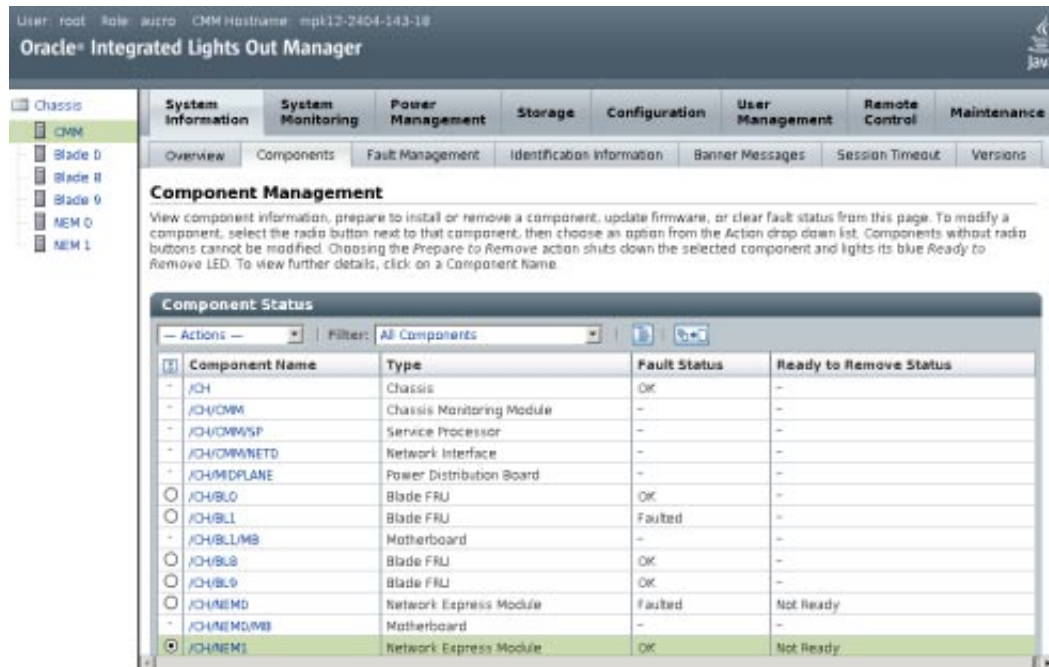 User: root Role: aucro CMM Hostname: mpk12-2404-143-18
Oracle® Integrated Lights Out Manager
Java
Chassis
CMM
Blade 0
Blade 8
Blade 9
NEM 0
NEM 1
System Information
System Monitoring
Power Management
Storage
Configuration
User Management
Remote Control
Maintenance
Overview
Components
Fault Management
Identification Information
Banner Messages
Session Timeout
Versions
Component Management
View component information, prepare to install or remove a component, update firmware, or clear fault status from this page. To modify a
component, select the radio button next to that component, then choose an option from the Action drop down list. Components without radio
buttons cannot be modified. Choosing the Prepare to Remove action shuts down the selected component and lights its blue Ready to
Remove LED. To view further details, click on a Component Name.
Component Status
— Actions — Filter: All Components
Component Name Type Fault Status Ready to Remove Status
- /CH Chassis OK -
- /CH/CMM Chassis Monitoring Module - -
- /CH/CMM/SP Service Processor - -
- /CH/CMM/NET0 Network Interface - -
- /CH/MIDPLANE Power Distribution Board - -
/CH/BL0 Blade FRU OK -
/CH/BL1 Blade FRU Faulted -
- /CH/BL1/MB Motherboard - -
/CH/BL8 Blade FRU OK -
/CH/BL9 Blade FRU OK -
/CH/NEM0 Network Express Module Faulted Not Ready
- /CH/NEM0/MB Motherboard - -
/CH/NEM1 Network Express Module OK Not Ready